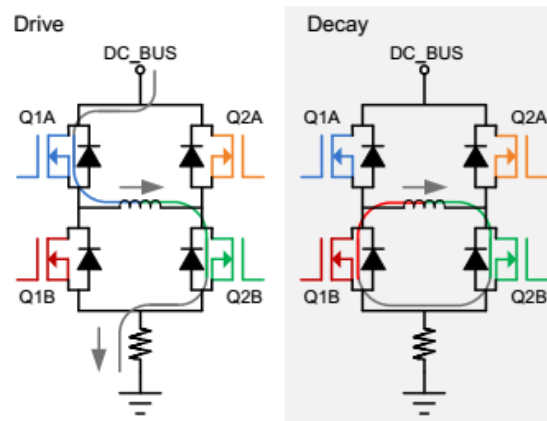 Drive
DC_BUS
Q1A
Q2A
Q1B
Q2B
Decay
DC_BUS
Q1A
Q2A
Q1B
Q2B